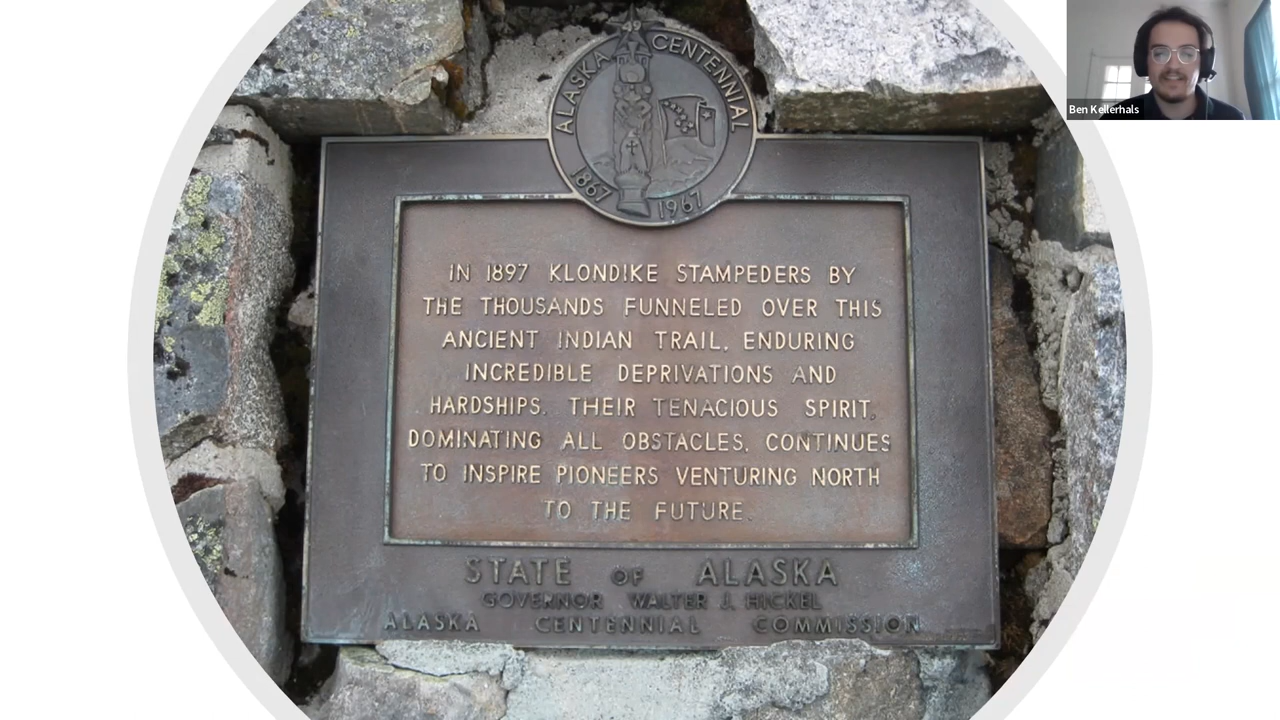 49
ALASKA CENTENNIAL
1867 1967
IN 1897 KLONDIKE STAMPEDERS BY
THE THOUSANDS FUNNELED OVER THIS
ANCIENT INDIAN TRAIL, ENDURING
INCREDIBLE DEPRIVATIONS AND
HARDSHIPS. THEIR TENACIOUS SPIRIT,
DOMINATING ALL OBSTACLES, CONTINUES
TO INSPIRE PIONEERS VENTURING NORTH
TO THE FUTURE.
STATE OF ALASKA
GOVERNOR WALTER J. HICKEL
ALASKA CENTENNIAL COMMISSION
Ben Kellerhals